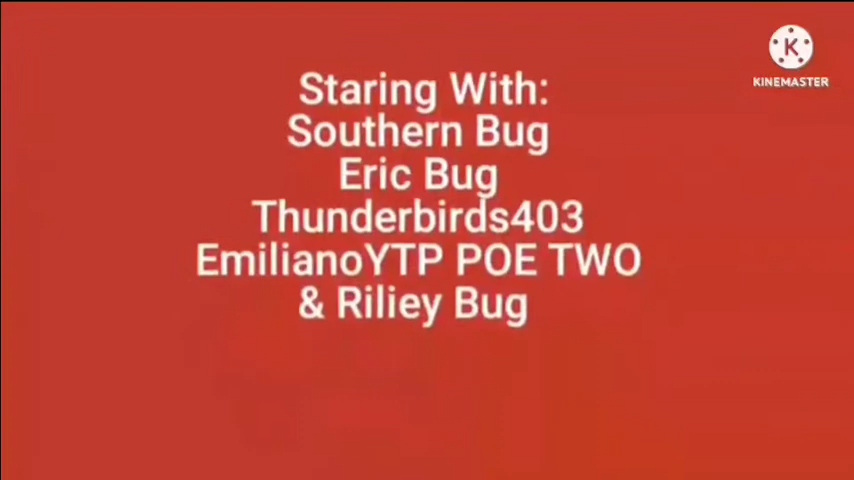 K
KINEMASTER
Staring With:
Southern Bug
Eric Bug
Thunderbirds403
EmilianoYTP POE TWO
& Riliey Bug